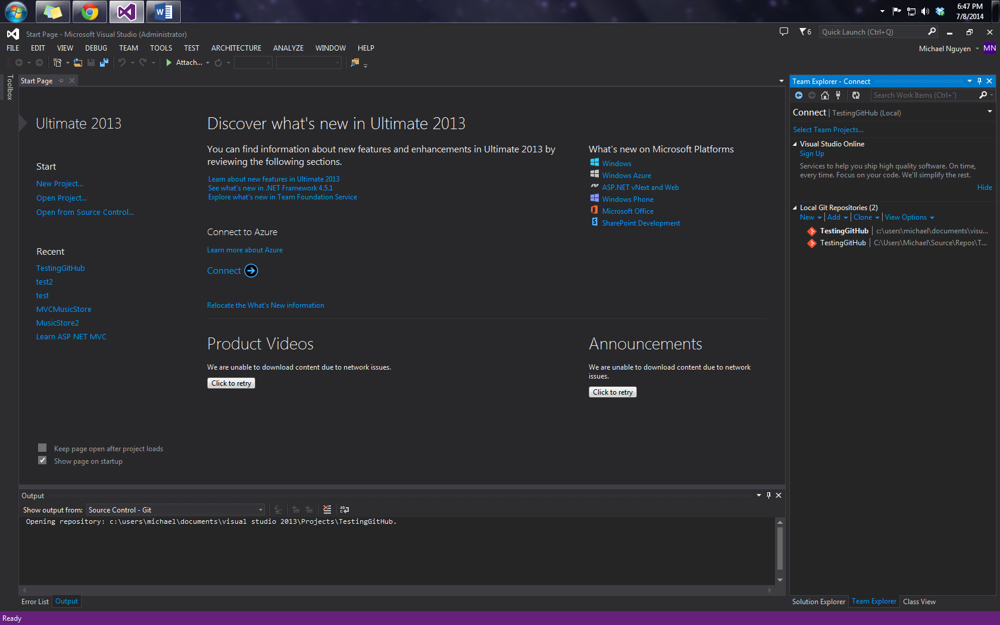 6:47 PM
7/8/2014
Start Page - Microsoft Visual Studio (Administrator)
6
Quick Launch (Ctrl+Q)
FILE EDIT VIEW DEBUG TEAM TOOLS TEST ARCHITECTURE ANALYZE WINDOW HELP
Michael Nguyen MN
Attach...
Toolbox
Start Page
Ultimate 2013
Start
New Project...
Open Project...
Open from Source Control...
Recent
TestingGitHub
test2
test
MVCMusicStore
MusicStore2
Learn ASP NET MVC
Keep page open after project loads
Show page on startup
Discover what's new in Ultimate 2013
You can find information about new features and enhancements in Ultimate 2013 by
reviewing the following sections.
Learn about new features in Ultimate 2013
See what's new in .NET Framework 4.5.1
Explore what's new in Team Foundation Service
Connect to Azure
Learn more about Azure
Connect
Relocate the What's New information
What's new on Microsoft Platforms
Windows
Windows Azure
ASP.NET vNext and Web
Windows Phone
Microsoft Office
SharePoint Development
Product Videos
We are unable to download content due to network issues.
Click to retry
Announcements
We are unable to download content due to network
issues.
Click to retry
Team Explorer - Connect
Search Work Items (Ctrl+')
Connect | TestingGitHub (Local)
Select Team Projects...
Visual Studio Online
Sign Up
Services to help you ship high quality software. On time,
every time. Focus on your code. We'll simplify the rest.
Hide
Local Git Repositories (2)
New | Add | Clone | View Options
TestingGitHub | c:\users\michael\documents\visu...
TestingGitHub | C:\Users\Michael\Source\Repos\T...
Output
Show output from: Source Control - Git
Opening repository: c:\users\michael\documents\visual studio 2013\Projects\TestingGitHub.
Error List Output
Solution Explorer Team Explorer Class View
Ready